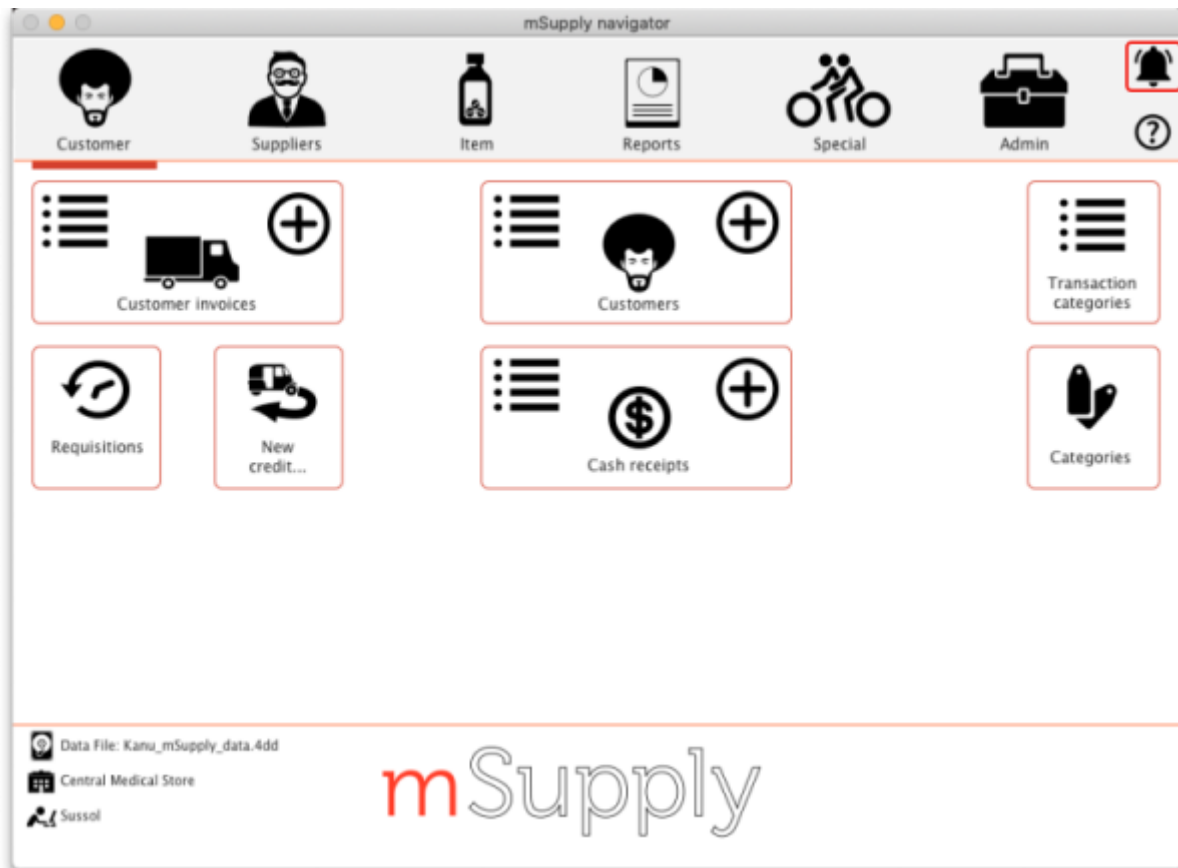 mSupply navigator
Customer
Suppliers
Item
Reports
Special
Admin
?
Customer invoices
Customers
Transaction
categories
Requisitions
New
credit...
$
Cash receipts
Categories
Data File: Kanu_mSupply_data.4dd
Central Medical Store
Sussol
mSupply